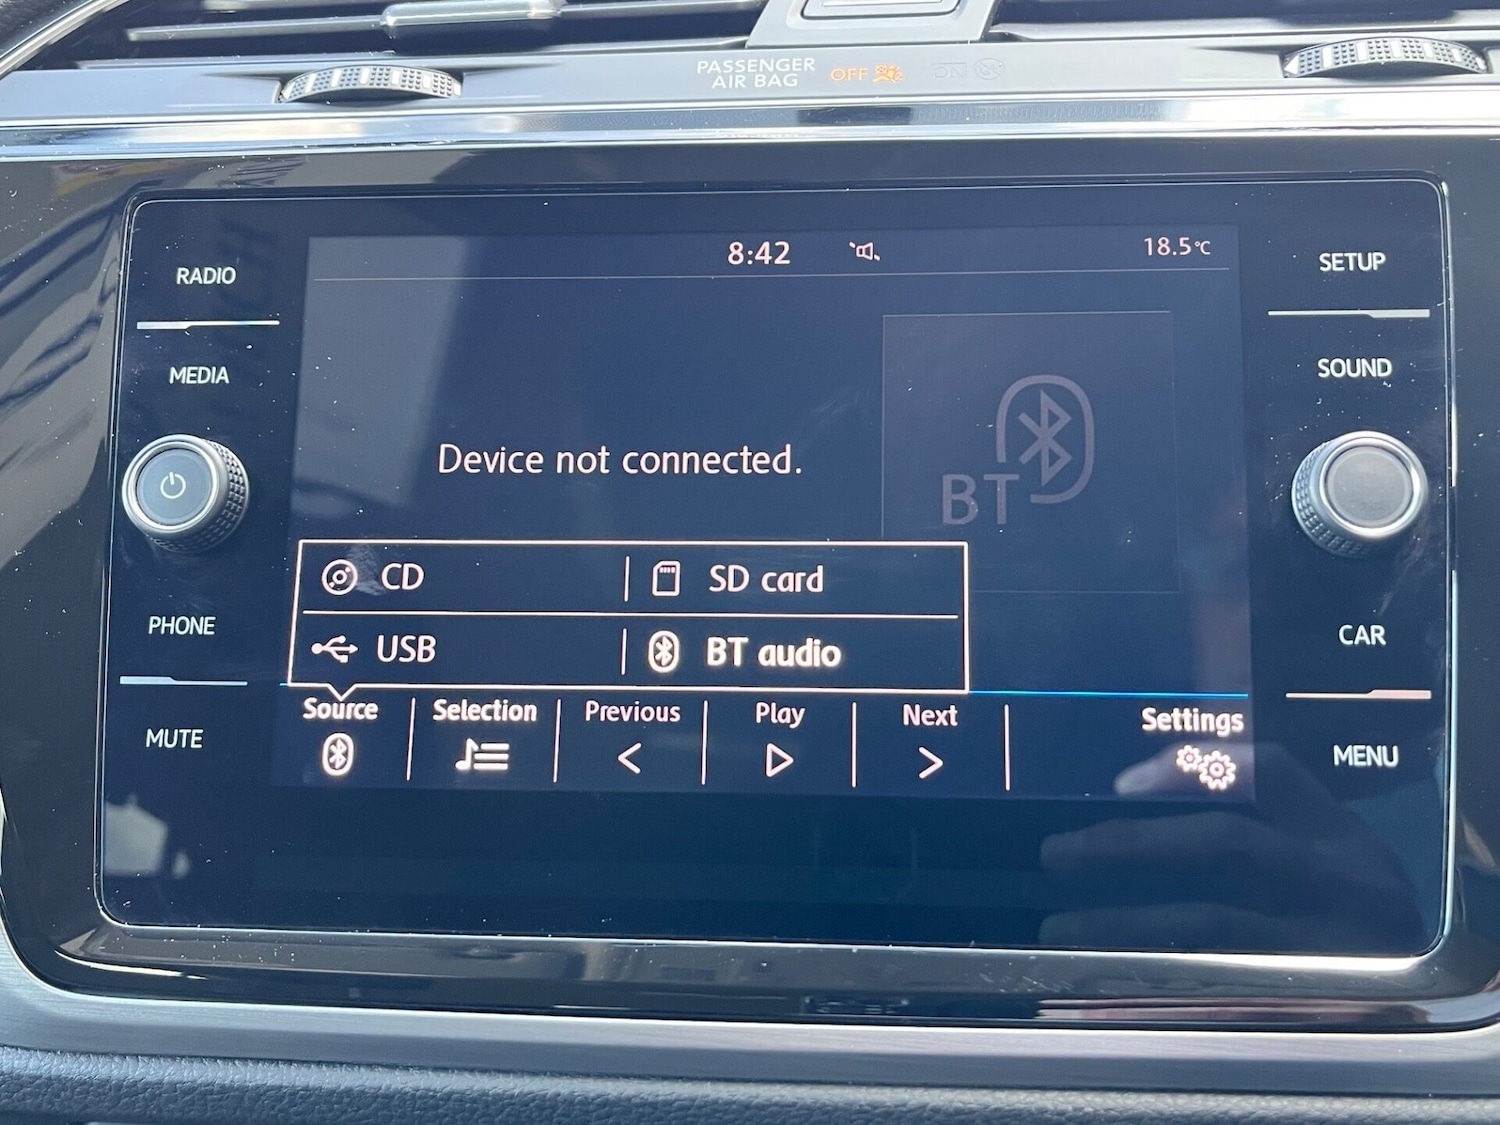 PASSENGER
AIR BAG
OFF
ON
8:42
18.5°C
RADIO
MEDIA
PHONE
MUTE
SETUP
SOUND
CAR
MENU
Device not connected.
BT
CD
SD card
USB
BT audio
Source
Selection
Previous
Play
Next
Settings